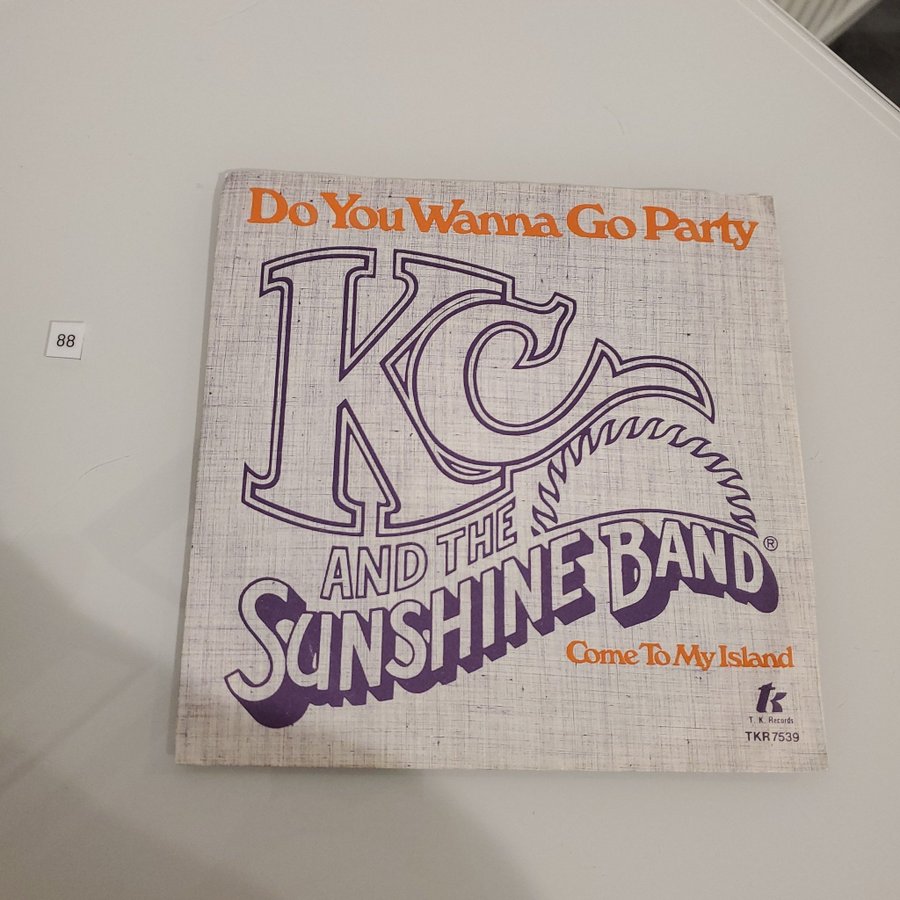 Do You Wanna Go Party
KC
AND THE
SUNSHINE BAND®
Come To My Island
tk
T. K. Records
TKR 7539
88